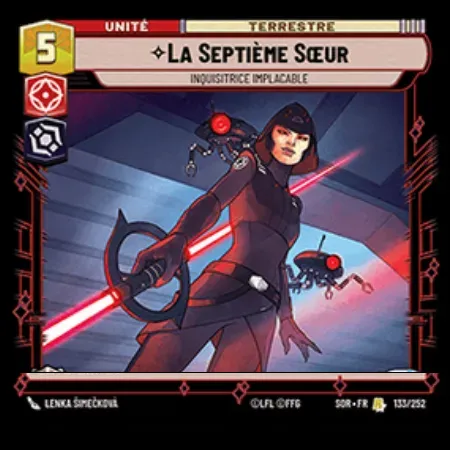 5
UNITÉ
TERRESTRE
LA SEPTIÈME SŒUR
INQUISITRICE IMPLACABLE
LENKA ŠIMEČKOVÁ
©LFL ©FFG
SOR • FR
133/252